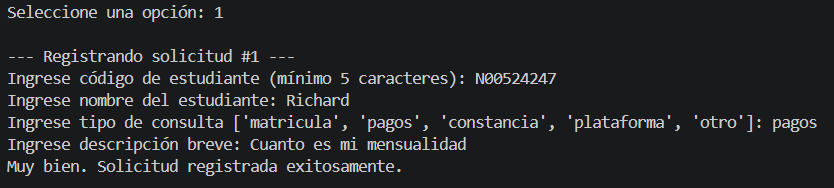 Seleccione una opción: 1
--- Registrando solicitud #1 ---
Ingrese código de estudiante (mínimo 5 caracteres): N00524247
Ingrese nombre del estudiante: Richard
Ingrese tipo de consulta ['matricula', 'pagos', 'constancia', 'plataforma', 'otro']: pagos
Ingrese descripción breve: Cuanto es mi mensualidad
Muy bien. Solicitud registrada exitosamente.